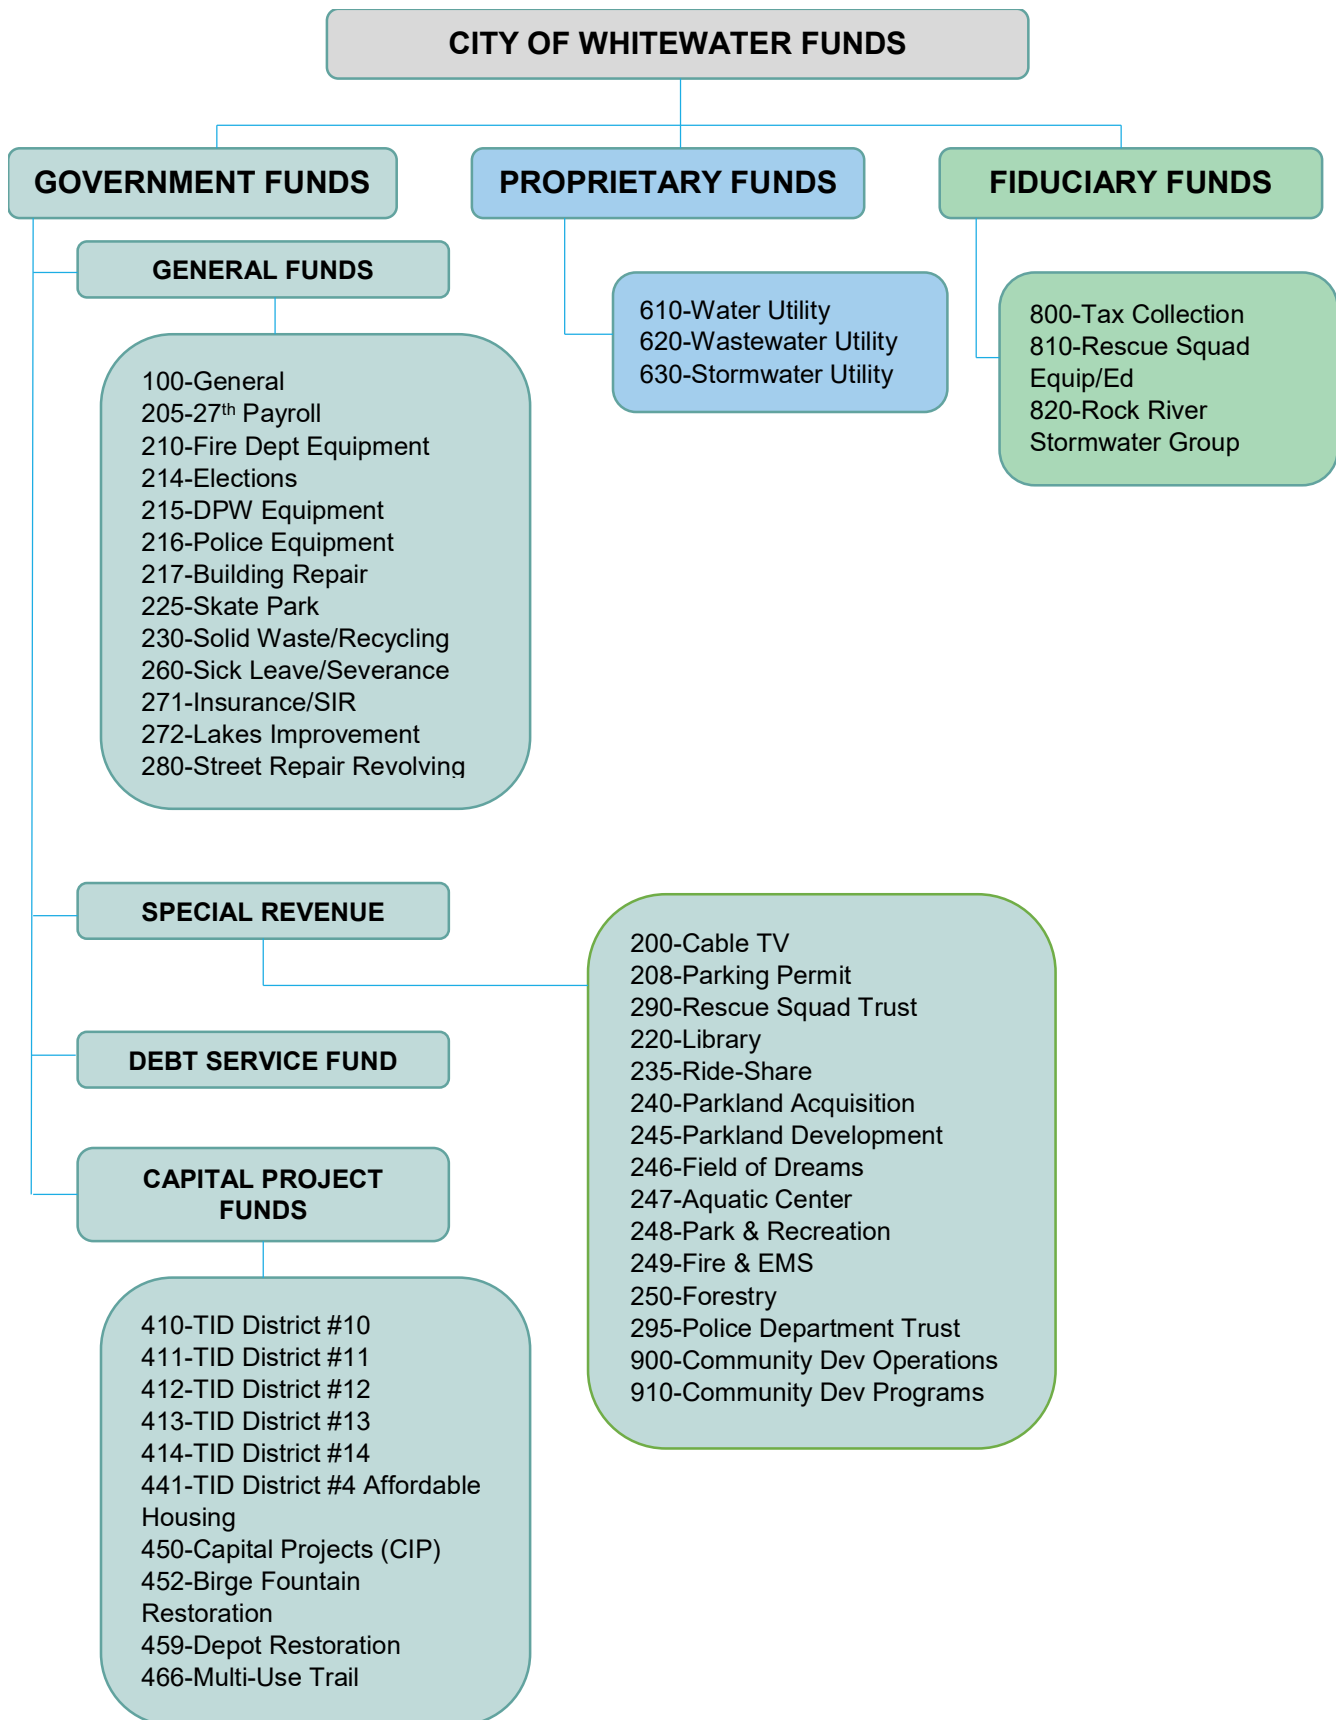 CITY OF WHITEWATER FUNDS
GOVERNMENT FUNDS
PROPRIETARY FUNDS
FIDUCIARY FUNDS
GENERAL FUNDS
100-General
205-27th Payroll
210-Fire Dept Equipment
214-Elections
215-DPW Equipment
216-Police Equipment
217-Building Repair
225-Skate Park
230-Solid Waste/Recycling
260-Sick Leave/Severance
271-Insurance/SIR
272-Lakes Improvement
280-Street Repair Revolving
610-Water Utility
620-Wastewater Utility
630-Stormwater Utility
800-Tax Collection
810-Rescue Squad
Equip/Ed
820-Rock River
Stormwater Group
SPECIAL REVENUE
200-Cable TV
208-Parking Permit
290-Rescue Squad Trust
220-Library
235-Ride-Share
240-Parkland Acquisition
245-Parkland Development
246-Field of Dreams
247-Aquatic Center
248-Park & Recreation
249-Fire & EMS
250-Forestry
295-Police Department Trust
900-Community Dev Operations
910-Community Dev Programs
DEBT SERVICE FUND
CAPITAL PROJECT
FUNDS
410-TID District #10
411-TID District #11
412-TID District #12
413-TID District #13
414-TID District #14
441-TID District #4 Affordable
Housing
450-Capital Projects (CIP)
452-Birge Fountain
Restoration
459-Depot Restoration
466-Multi-Use Trail